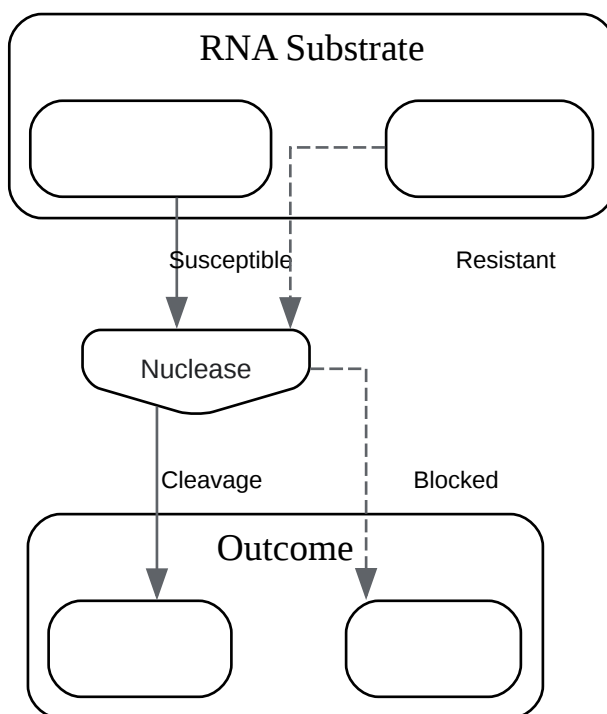 RNA Substrate
Susceptible
Resistant
Nuclease
Cleavage
Blocked
Outcome